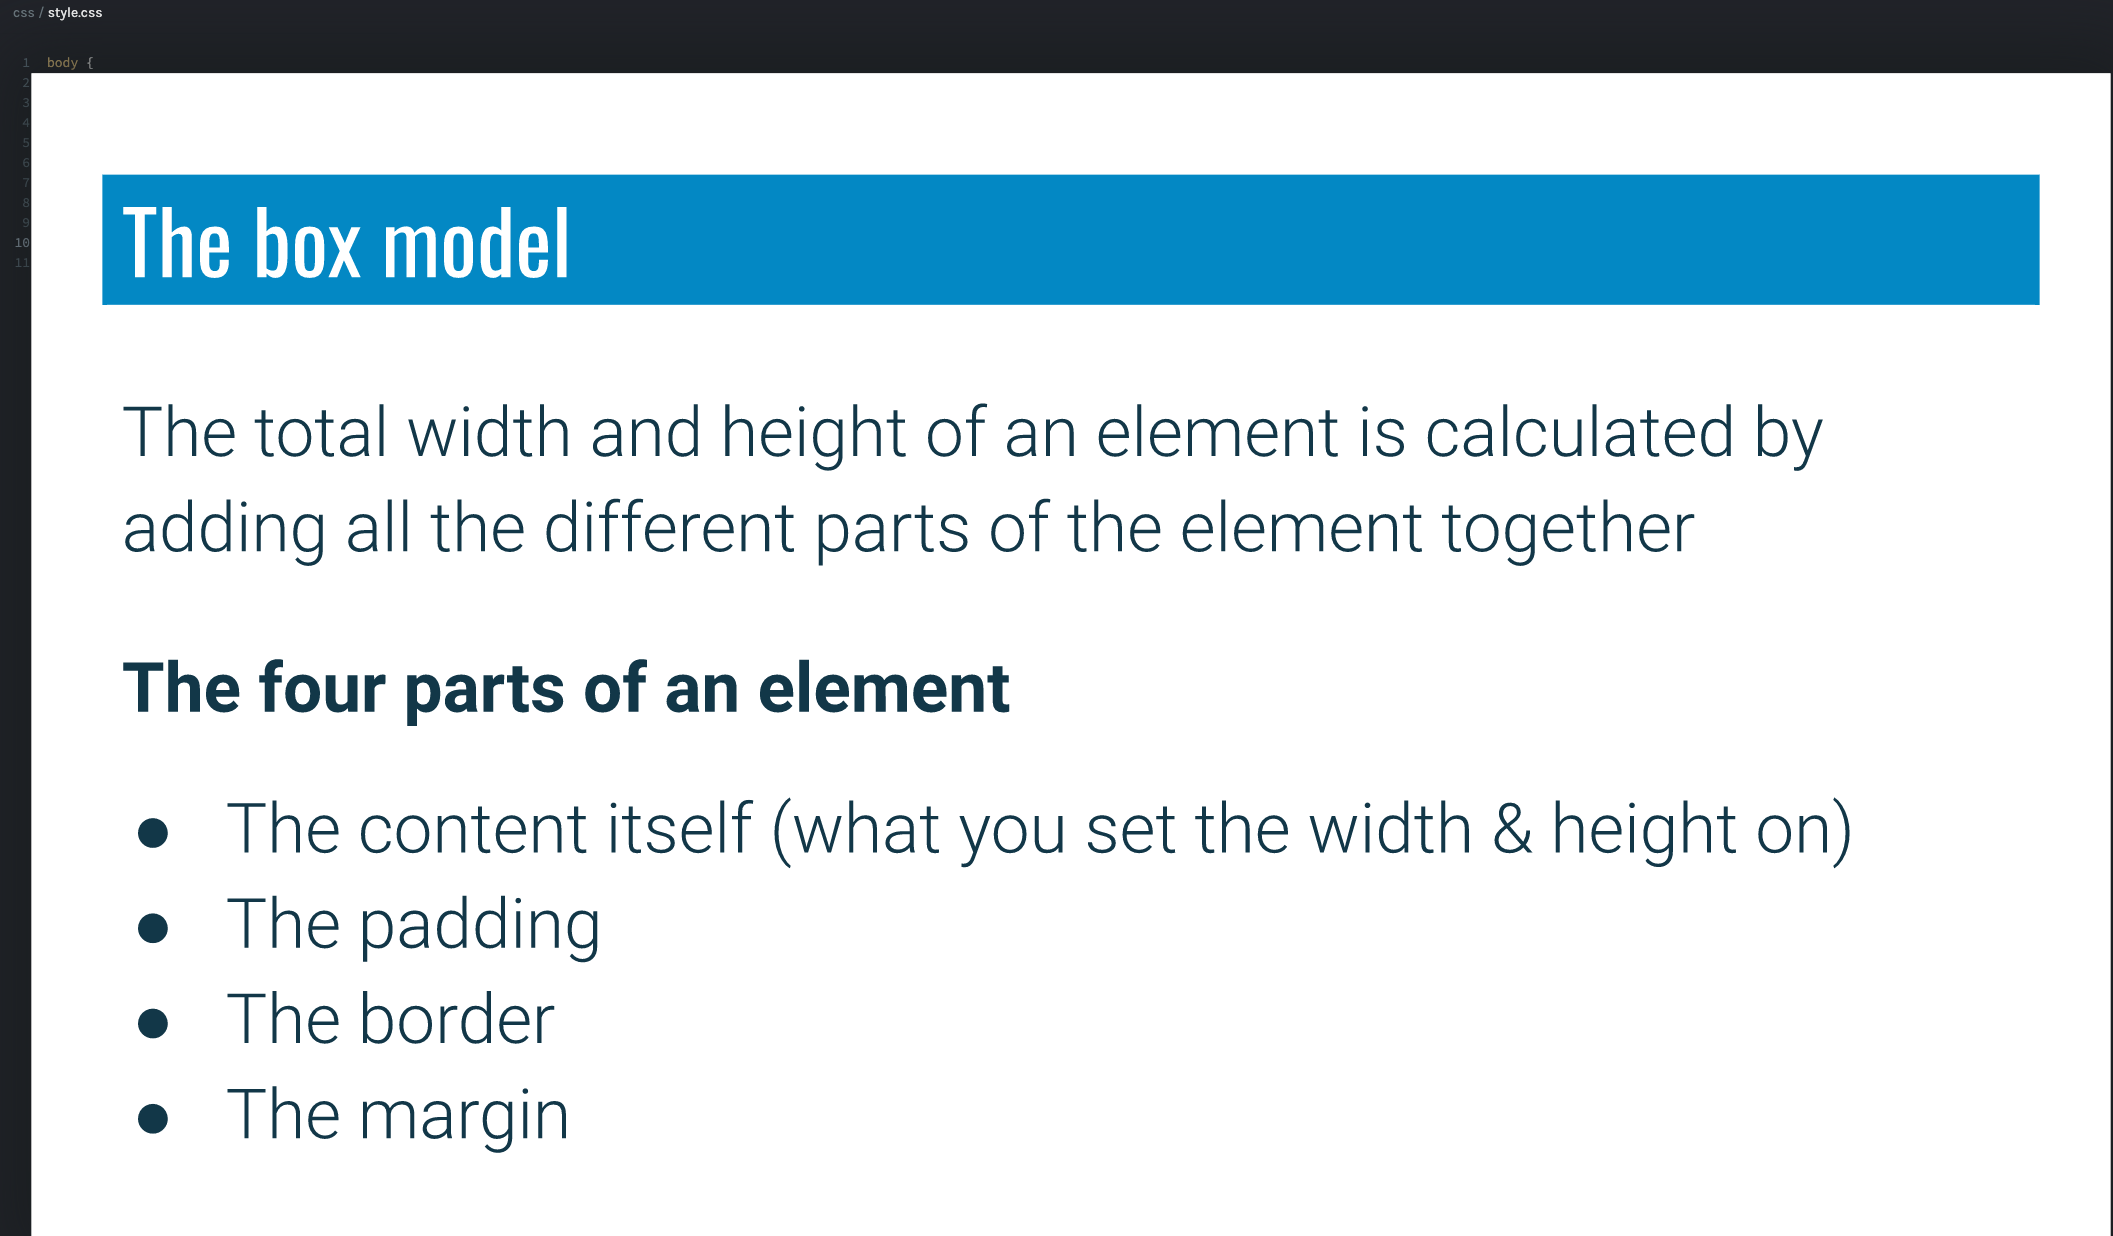 css / style.css
1 body {
2
3
4
5
6
7
8
9
10
11
The box model
The total width and height of an element is calculated by
adding all the different parts of the element together
The four parts of an element
● The content itself (what you set the width & height on)
● The padding
● The border
● The margin